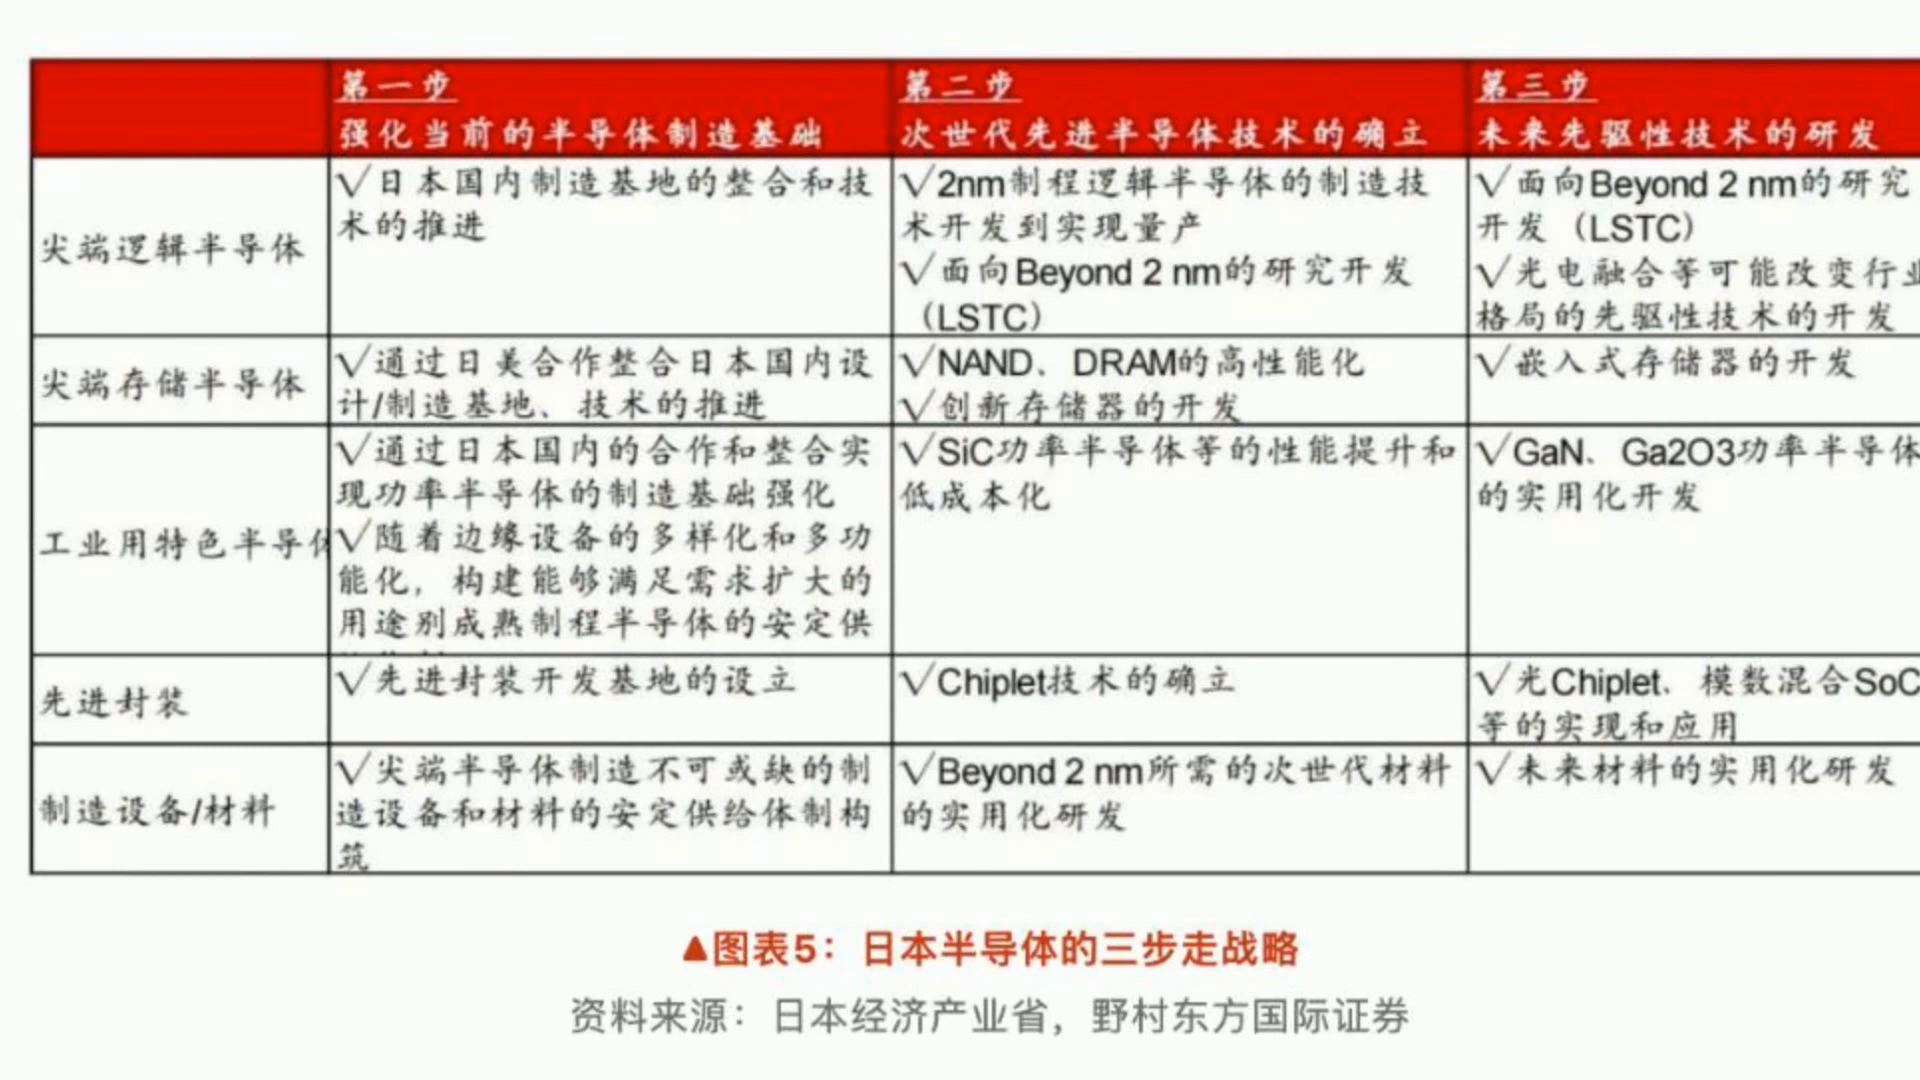 第一步
强化当前的半导体制造基础
第二步
次世代先进半导体技术的确立
第三步
未来先驱性技术的研发
尖端逻辑半导体
√日本国内制造基地的整合和技
术的推进
√2nm制程逻辑半导体的制造技
术开发到实现量产
√面向Beyond 2 nm的研究开发
（LSTC）
√面向Beyond 2 nm的研究
开发（LSTC）
√光电融合等可能改变行业
格局的先驱性技术的开发
尖端存储半导体
√通过日美合作整合日本国内设
计/制造基地、技术的推进
√NAND、DRAM的高性能化
√创新存储器的开发
√嵌入式存储器的开发
工业用特色半导体
√通过日本国内的合作和整合实
现功率半导体的制造基础强化
√随着边缘设备的多样化和多功
能化，构建能够满足需求扩大的
用途别成熟制程半导体的安定供
√SiC功率半导体等的性能提升和
低成本化
√GaN、Ga2O3功率半导体
的实用化开发
先进封装
√先进封装开发基地的设立
√Chiplet技术的确立
√光Chiplet、模数混合SoC
等的实现和应用
制造设备/材料
√尖端半导体制造不可或缺的制
造设备和材料的安定供给体制构
筑
√Beyond 2 nm所需的次世代材料
的实用化研发
√未来材料的实用化研发
▲图表5：日本半导体的三步走战略
资料来源：日本经济产业省，野村东方国际证券